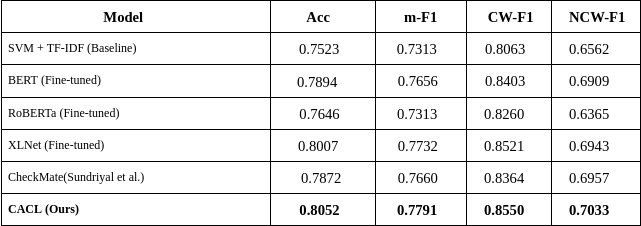 Model Acc m-F1 CW-F1 NCW-F1
SVM + TF-IDF (Baseline) 0.7523 0.7313 0.8063 0.6562
BERT (Fine-tuned) 0.7894 0.7656 0.8403 0.6909
RoBERTa (Fine-tuned) 0.7646 0.7313 0.8260 0.6365
XLNet (Fine-tuned) 0.8007 0.7732 0.8521 0.6943
CheckMate(Sundriyal et al.) 0.7872 0.7660 0.8364 0.6957
CACL (Ours) 0.8052 0.7791 0.8550 0.7033